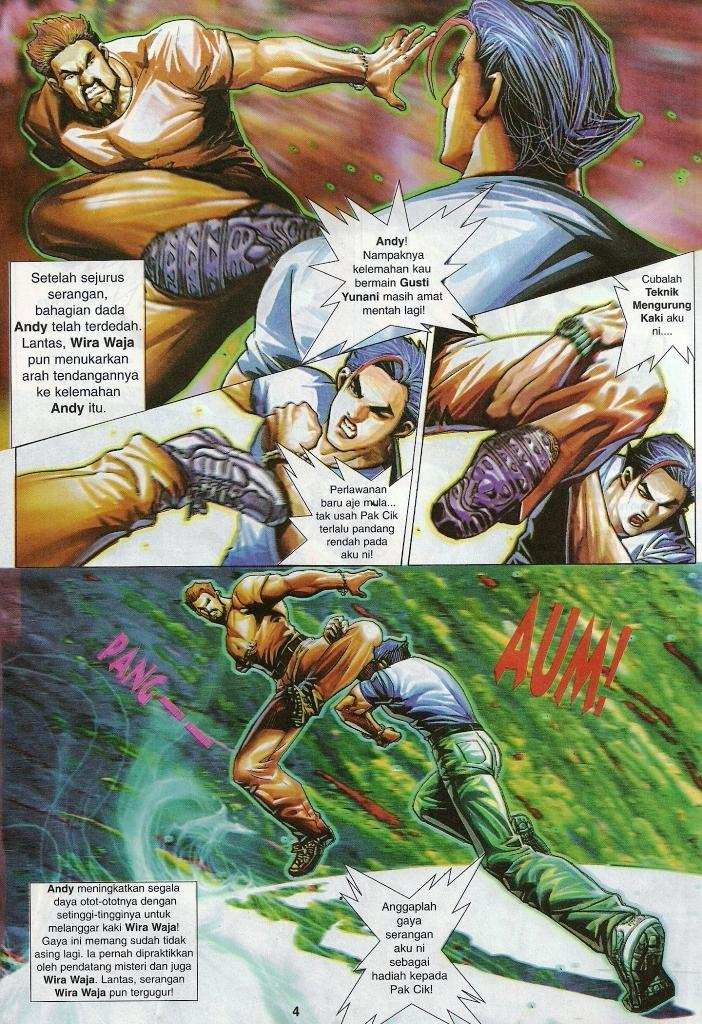 Andy!
Nampaknya
kelemahan kau
bermain Gusti
Yunani masih amat
mentah lagi!
Setelah sejurus
serangan,
bahagian dada
Andy telah terdedah.
Lantas, Wira Waja
pun menukarkan
arah tendangannya
ke kelemahan
Andy itu.
Cubalah
Teknik
Mengurung
Kaki aku
ni....
Perlawanan
baru aje mula...
tak usah Pak Cik
terlalu pandang
rendah pada
aku ni!
PANG
AUM!
Andy meningkatkan segala
daya otot-ototnya dengan
setinggi-tingginya untuk
melanggar kaki Wira Waja!
Gaya ini memang sudah tidak
asing lagi. Ia pernah dipraktikkan
oleh pendatang misteri dan juga
Wira Waja. Lantas, serangan
Wira Waja pun tergugur!
Anggaplah
gaya
serangan
aku ni
sebagai
hadiah kepada
Pak Cik!
4